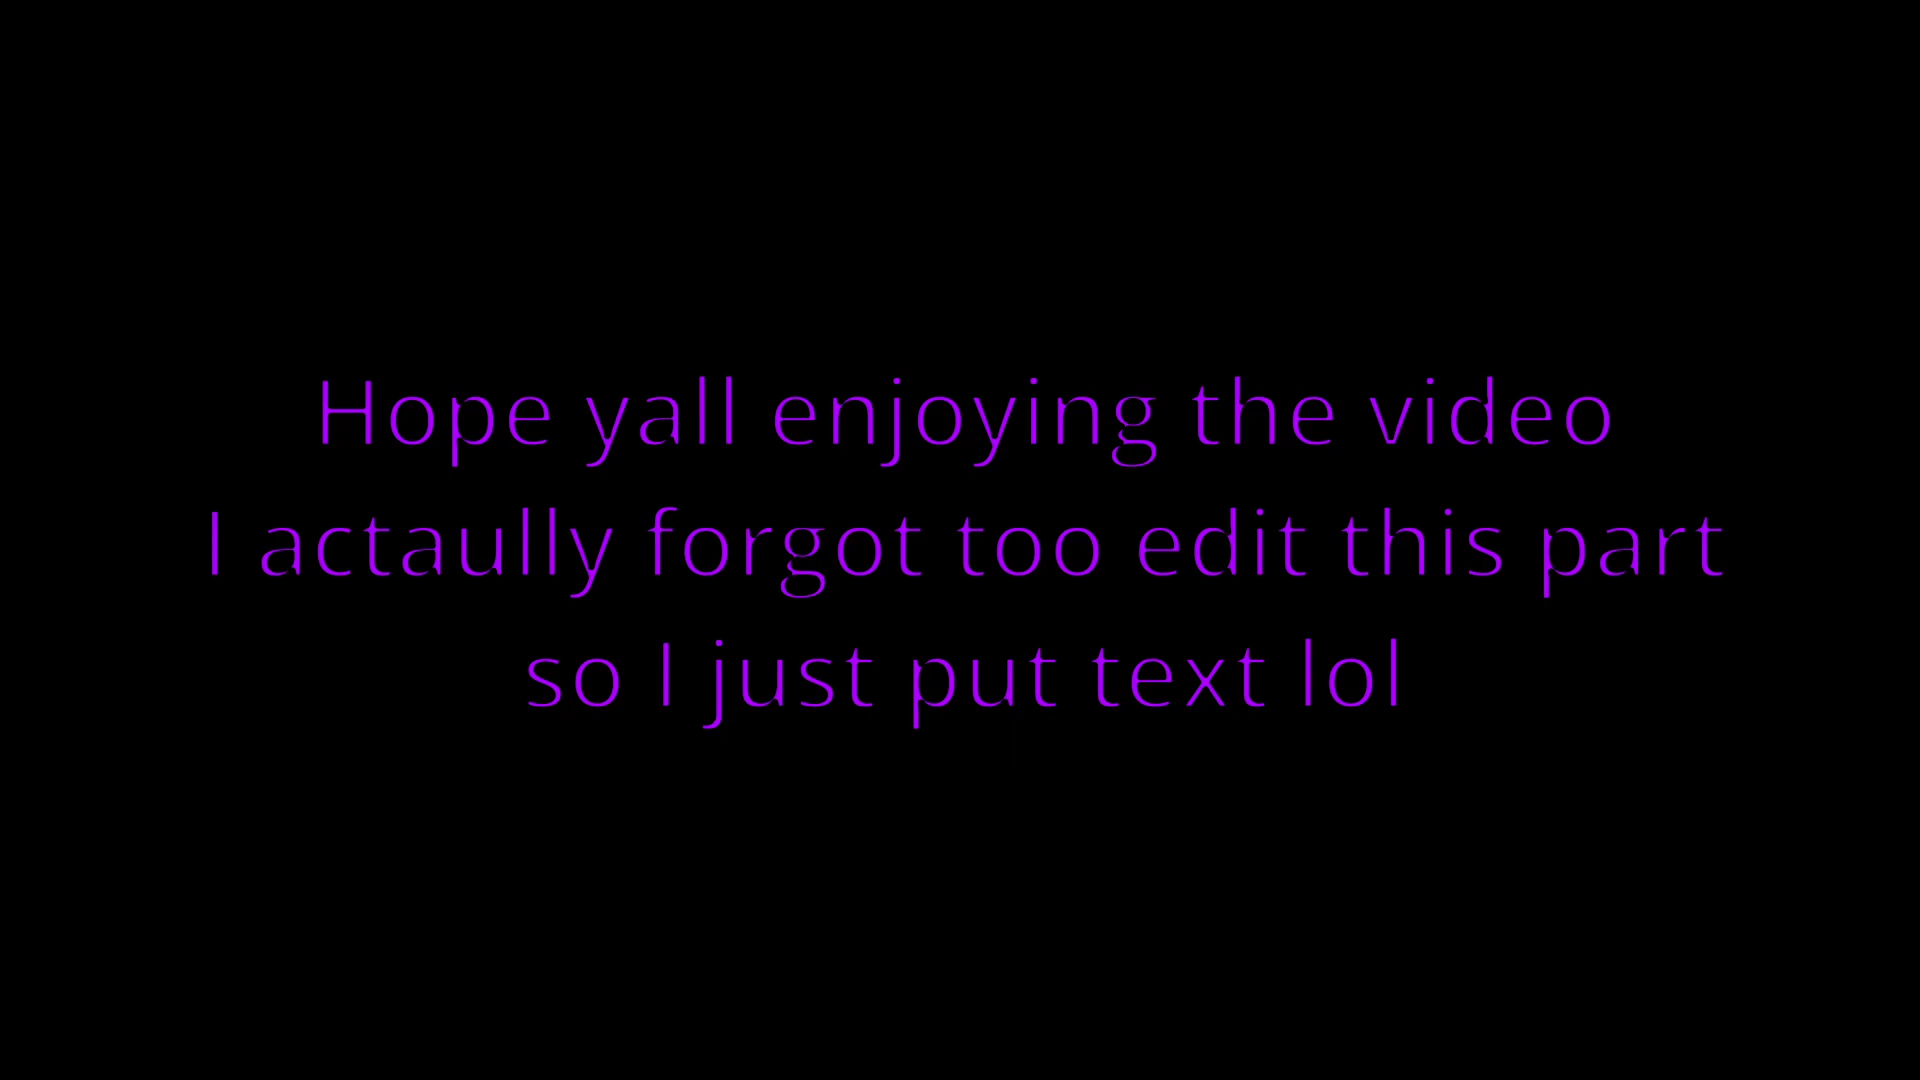 Hope yall enjoying the video
I actaully forgot too edit this part
so I just put text lol